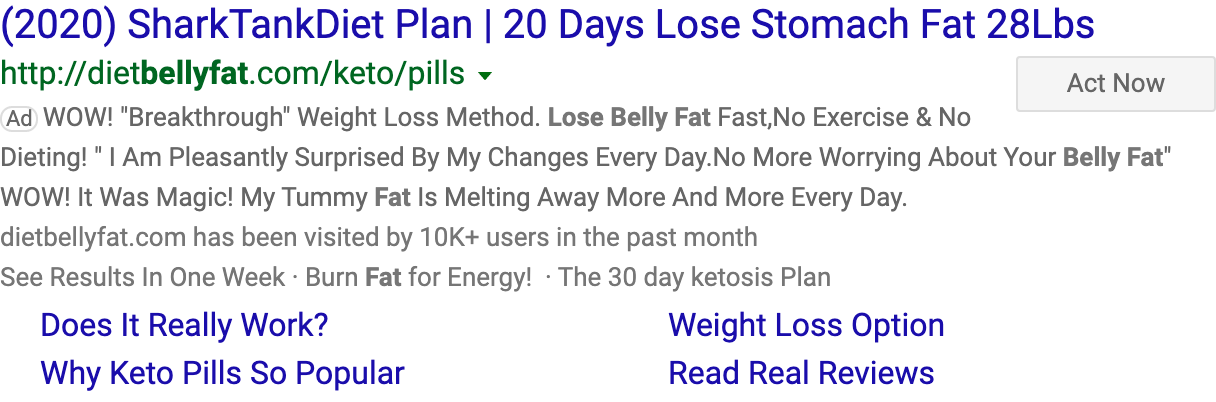 (2020) SharkTankDiet Plan | 20 Days Lose Stomach Fat 28Lbs
http://dietbellyfat.com/keto/pills
Act Now
Ad WOW! "Breakthrough" Weight Loss Method. Lose Belly Fat Fast,No Exercise & No
Dieting! " I Am Pleasantly Surprised By My Changes Every Day.No More Worrying About Your Belly Fat"
WOW! It Was Magic! My Tummy Fat Is Melting Away More And More Every Day.
dietbellyfat.com has been visited by 10K+ users in the past month
See Results In One Week · Burn Fat for Energy! · The 30 day ketosis Plan
Does It Really Work?
Weight Loss Option
Why Keto Pills So Popular
Read Real Reviews